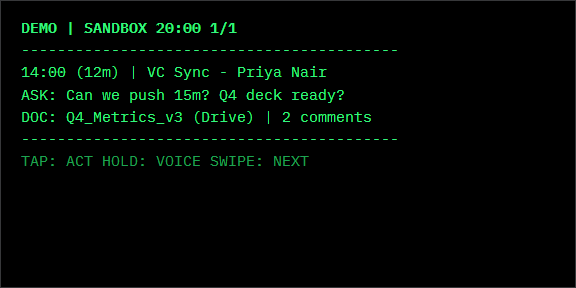 DEMO | SANDBOX 20:00 1/1
------------------------------------------
14:00 (12m) | VC Sync - Priya Nair
ASK: Can we push 15m? Q4 deck ready?
DOC: Q4_Metrics_v3 (Drive) | 2 comments
------------------------------------------
TAP: ACT HOLD: VOICE SWIPE: NEXT